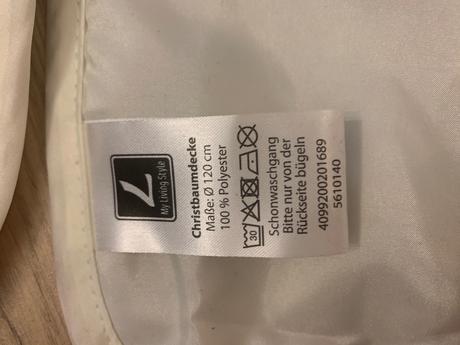 L
My Living Style
Christbaumdecke
Maße: Ø 120 cm
100 % Polyester
30
Schonwaschgang
Bitte nur von der
Rückseite bügeln
4099200201689
5610140